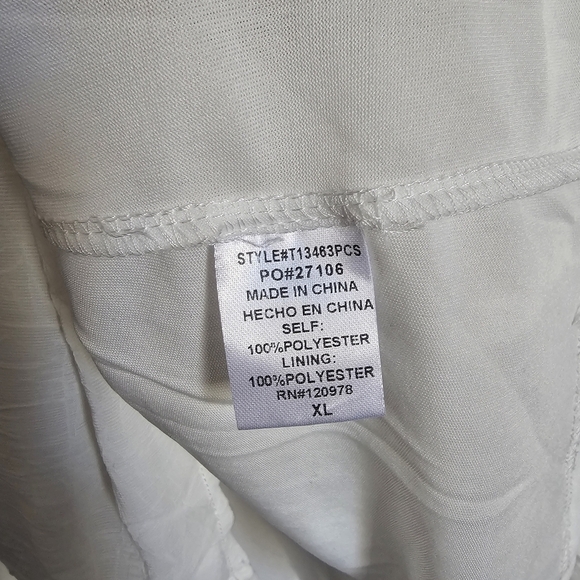 STYLE#T13463PCS
PO#27106
MADE IN CHINA
HECHO EN CHINA
SELF:
100%POLYESTER
LINING:
100%POLYESTER
RN#120978
XL